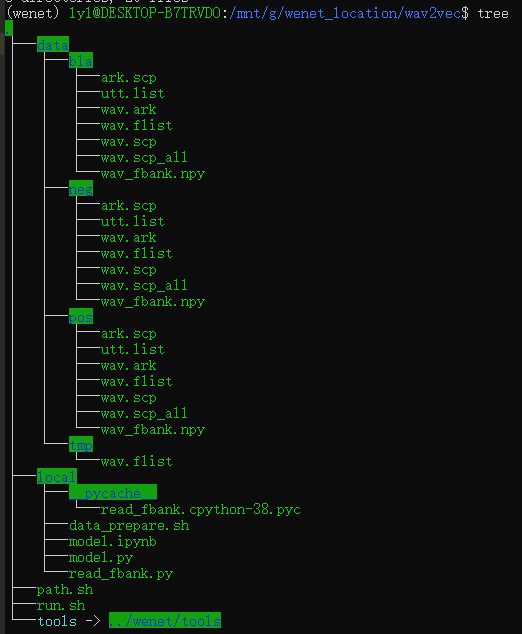 (wenet) lyl@DESKTOP-B7TRVDO:/mnt/g/wenet_location/wav2vec$ tree
.
├── data
│   ├── bla
│   │   ├── ark.scp
│   │   ├── utt.list
│   │   ├── wav.ark
│   │   ├── wav.flist
│   │   ├── wav.scp
│   │   ├── wav.scp_all
│   │   └── wav_fbank.npy
│   ├── neg
│   │   ├── ark.scp
│   │   ├── utt.list
│   │   ├── wav.ark
│   │   ├── wav.flist
│   │   ├── wav.scp
│   │   ├── wav.scp_all
│   │   └── wav_fbank.npy
│   ├── pos
│   │   ├── ark.scp
│   │   ├── utt.list
│   │   ├── wav.ark
│   │   ├── wav.flist
│   │   ├── wav.scp
│   │   ├── wav.scp_all
│   │   └── wav_fbank.npy
│   └── tmp
│       └── wav.flist
├── local
│   ├── __pycache__
│   │   └── read_fbank.cpython-38.pyc
│   ├── data_prepare.sh
│   ├── model.ipynb
│   ├── model.py
│   └── read_fbank.py
├── path.sh
├── run.sh
└── tools -> ../wenet/tools